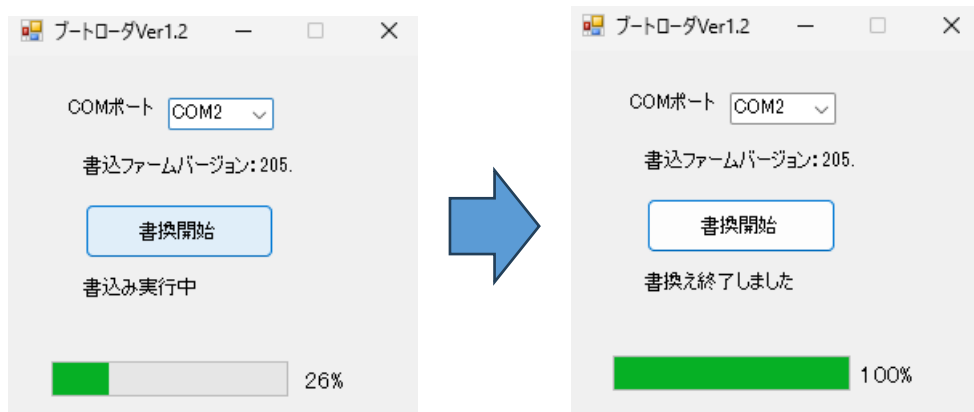 ブートローダVer1.2
COMポート COM2
書込ファームバージョン:205.
書換開始
書込み実行中
26%
ブートローダVer1.2
COMポート COM2
書込ファームバージョン:205.
書換開始
書換え終了しました
100%